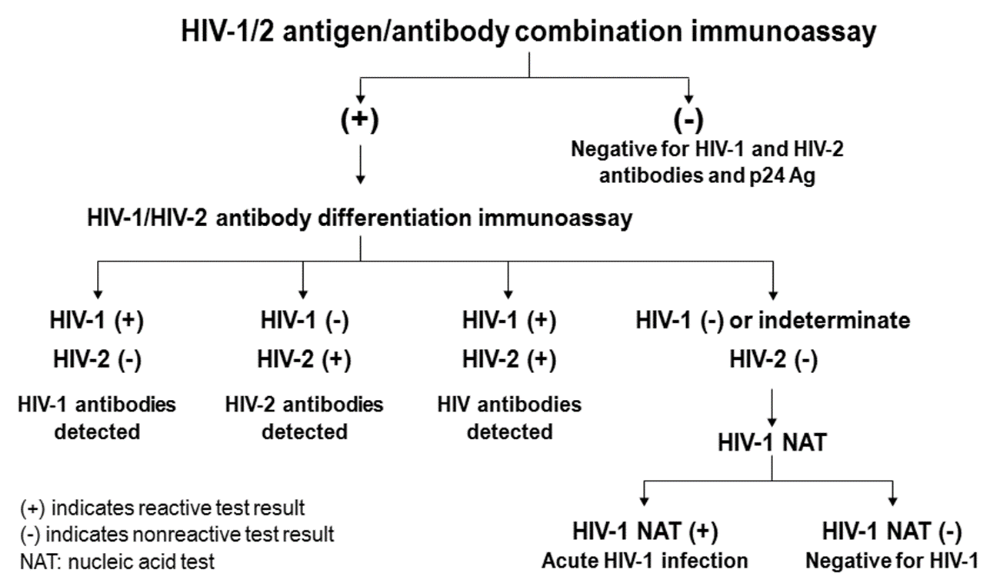 HIV-1/2 antigen/antibody combination immunoassay
(+)
(-)
Negative for HIV-1 and HIV-2
antibodies and p24 Ag
HIV-1/HIV-2 antibody differentiation immunoassay
HIV-1 (+)
HIV-2 (-)
HIV-1 antibodies
detected
HIV-1 (-)
HIV-2 (+)
HIV-2 antibodies
detected
HIV-1 (+)
HIV-2 (+)
HIV antibodies
detected
HIV-1 (-) or indeterminate
HIV-2 (-)
HIV-1 NAT
HIV-1 NAT (+)
Acute HIV-1 infection
HIV-1 NAT (-)
Negative for HIV-1
(+) indicates reactive test result
(-) indicates nonreactive test result
NAT: nucleic acid test